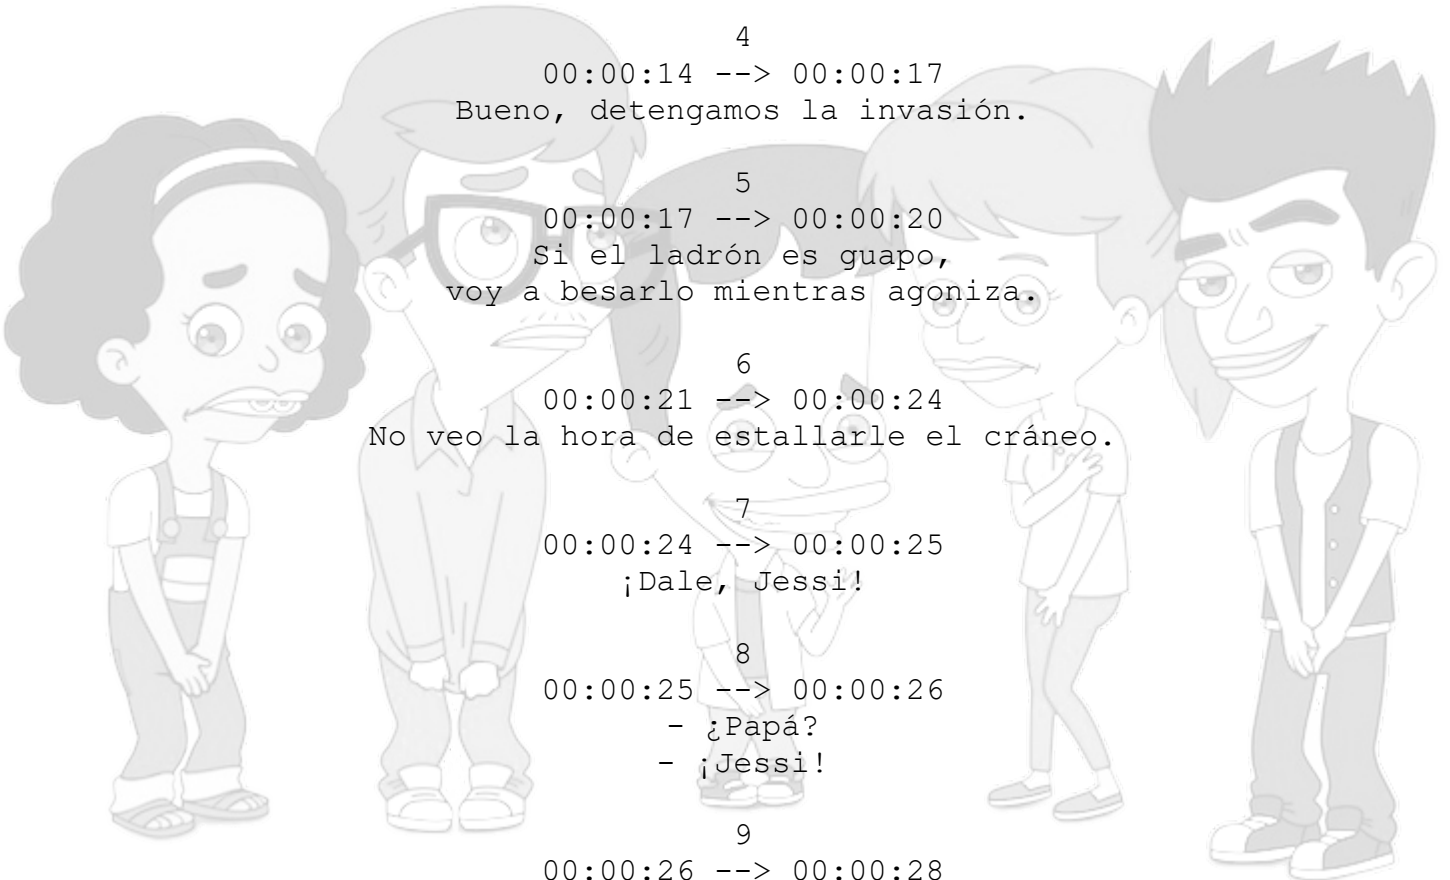 4
00:00:14 --> 00:00:17
Bueno, detengamos la invasión.
5
00:00:17 --> 00:00:20
Si el ladrón es guapo,
voy a besarlo mientras agoniza.
6
00:00:21 --> 00:00:24
No veo la hora de estallarle el cráneo.
7
00:00:24 --> 00:00:25
¡Dale, Jessi!
8
00:00:25 --> 00:00:26
- ¿Papá?
- ¡Jessi!
9
00:00:26 --> 00:00:28